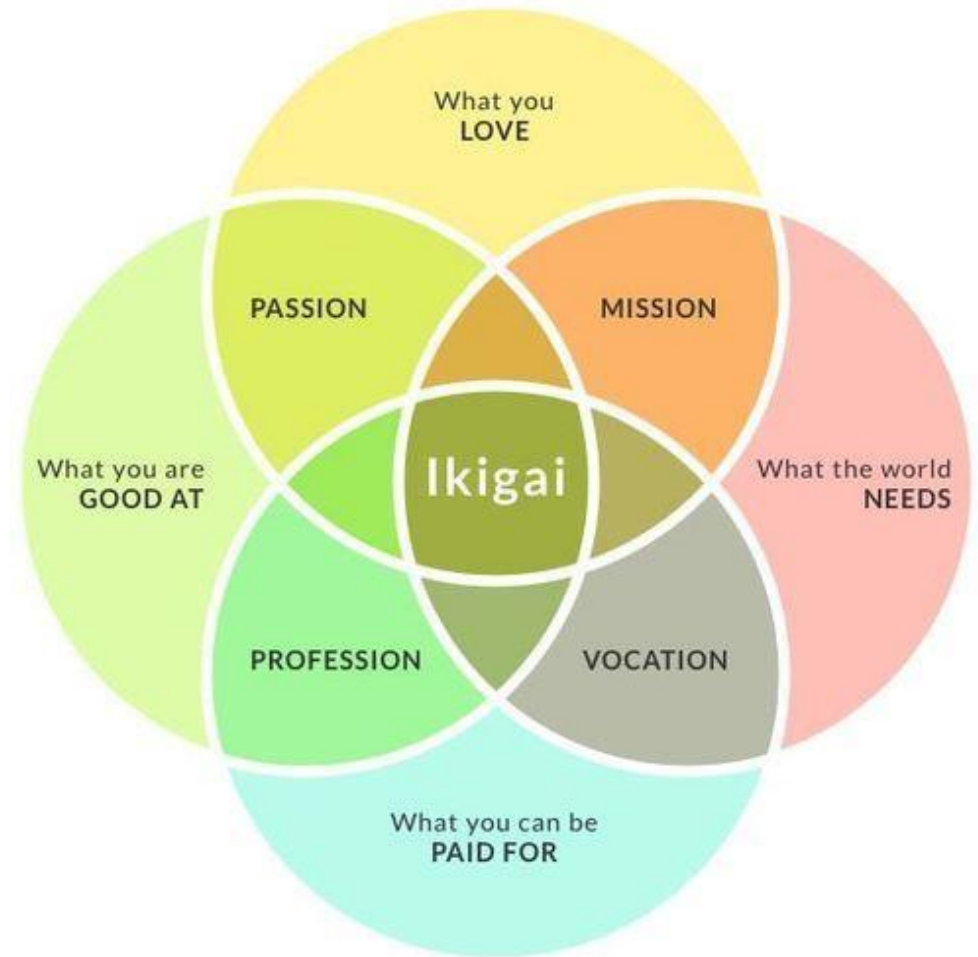 What you
LOVE
PASSION
MISSION
What you are
GOOD AT
Ikigai
What the world
NEEDS
PROFESSION
VOCATION
What you can be
PAID FOR